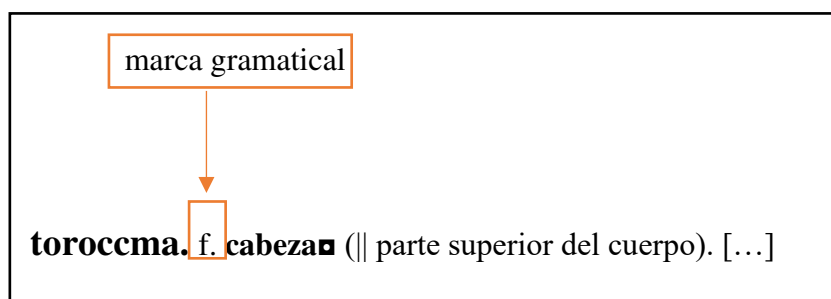 marca gramatical
toroccma. f. cabeza◘ (|| parte superior del cuerpo). […]